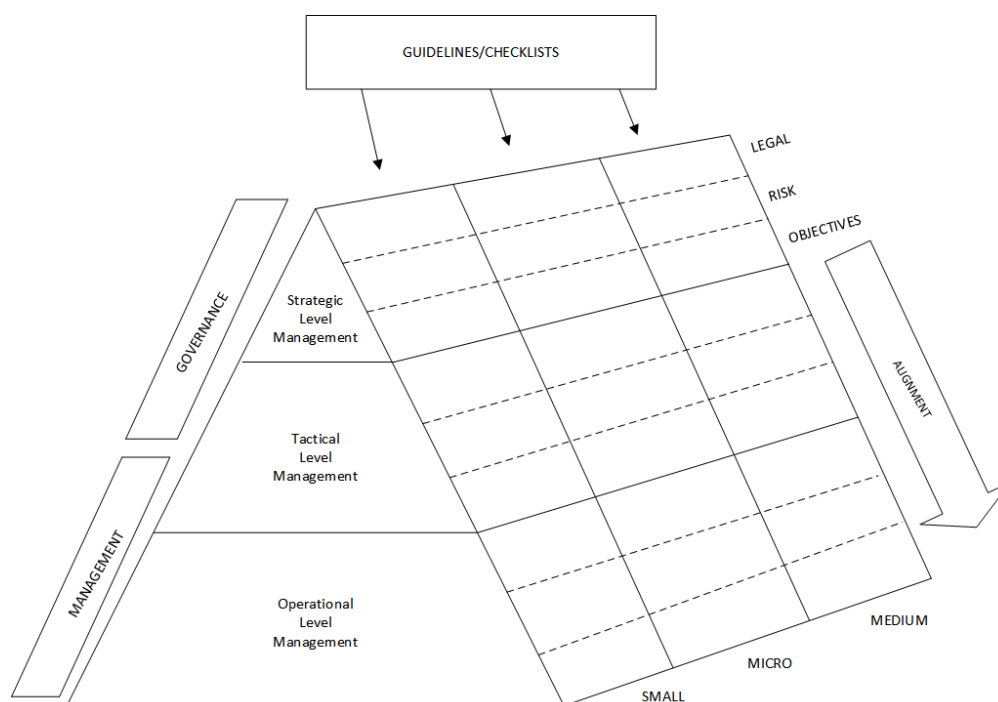 GUIDELINES/CHECKLISTS
LEGAL
RISK
OBJECTIVES
GOVERNANCE
Strategic
Level
Management
ALIGNMENT
Tactical
Level
Management
MANAGEMENT
Operational
Level
Management
MEDIUM
MICRO
SMALL